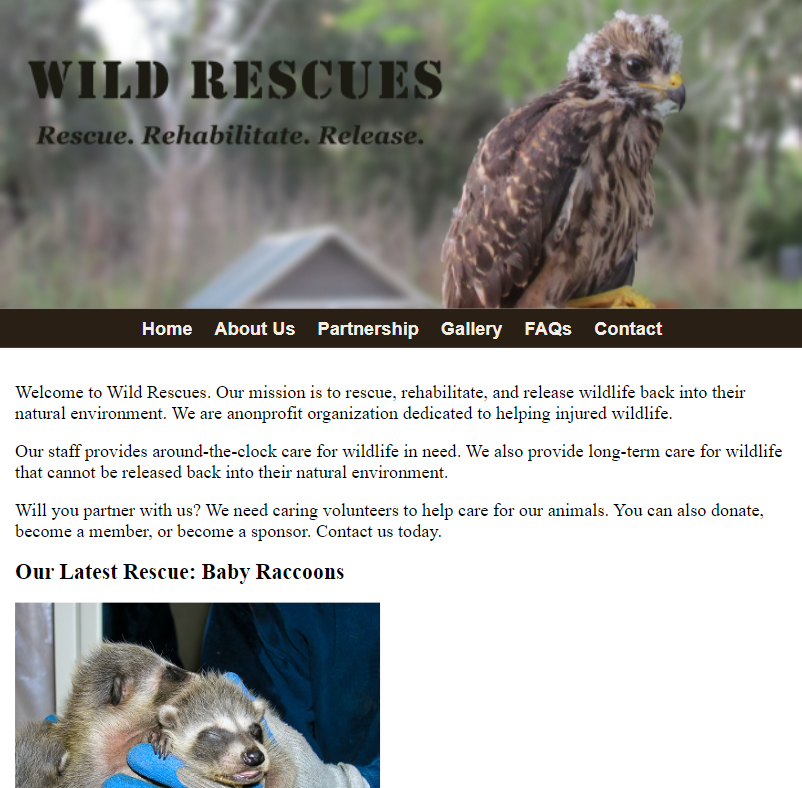 WILD RESCUES
Rescue. Rehabilitate. Release.
Home About Us Partnership Gallery FAQs Contact
Welcome to Wild Rescues. Our mission is to rescue, rehabilitate, and release wildlife back into their
natural environment. We are anonprofit organization dedicated to helping injured wildlife.
Our staff provides around-the-clock care for wildlife in need. We also provide long-term care for wildlife
that cannot be released back into their natural environment.
Will you partner with us? We need caring volunteers to help care for our animals. You can also donate,
become a member, or become a sponsor. Contact us today.
Our Latest Rescue: Baby Raccoons